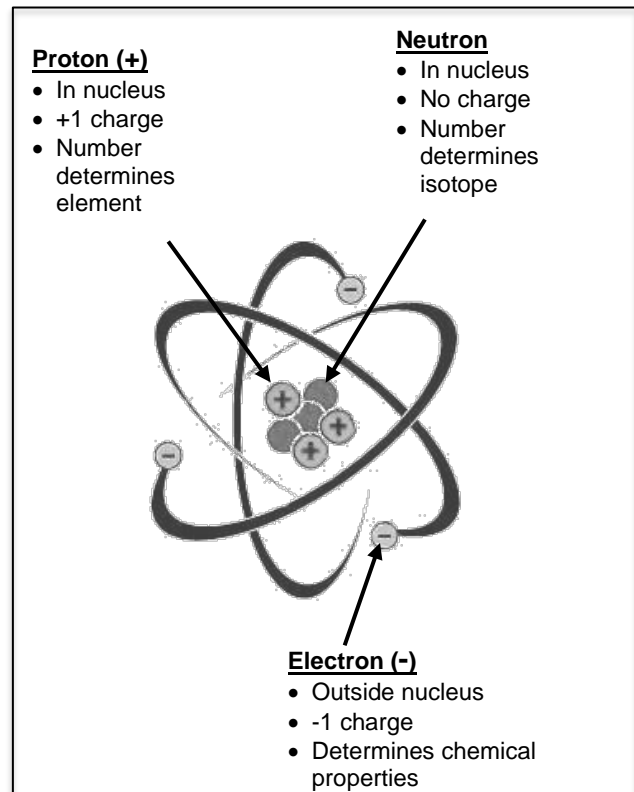 Proton (+)
• In nucleus
• +1 charge
• Number
determines
element
Neutron
• In nucleus
• No charge
• Number
determines
isotope
-
+
+
+
-
-
Electron (-)
• Outside nucleus
• -1 charge
• Determines chemical
properties